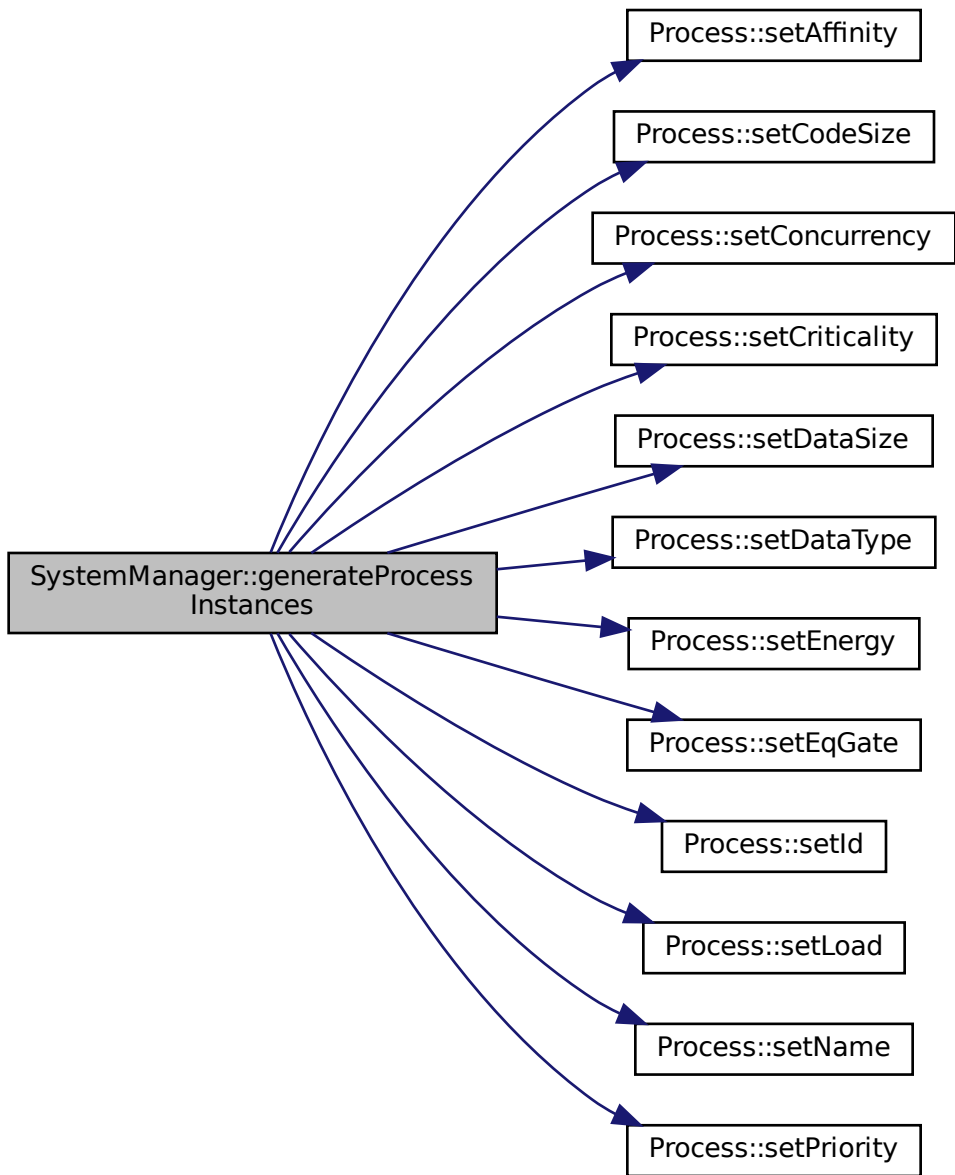 Process::setAffinity
Process::setCodeSize
Process::setConcurrency
Process::setCriticality
Process::setDataSize
Process::setDataType
SystemManager::generateProcess
Instances
Process::setEnergy
Process::setEqGate
Process::setId
Process::setLoad
Process::setName
Process::setPriority